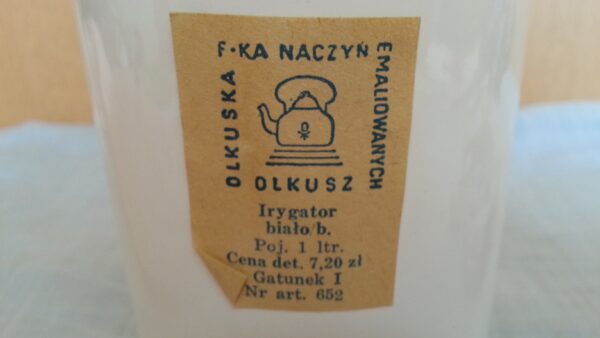 OLKUSKA
F-KA NACZYŃ
EMALIOWANYCH
OLKUSZ
Irygator
biało/b.
Poj. 1 ltr.
Cena det. 7,20 zł
Gatunek I
Nr art. 652